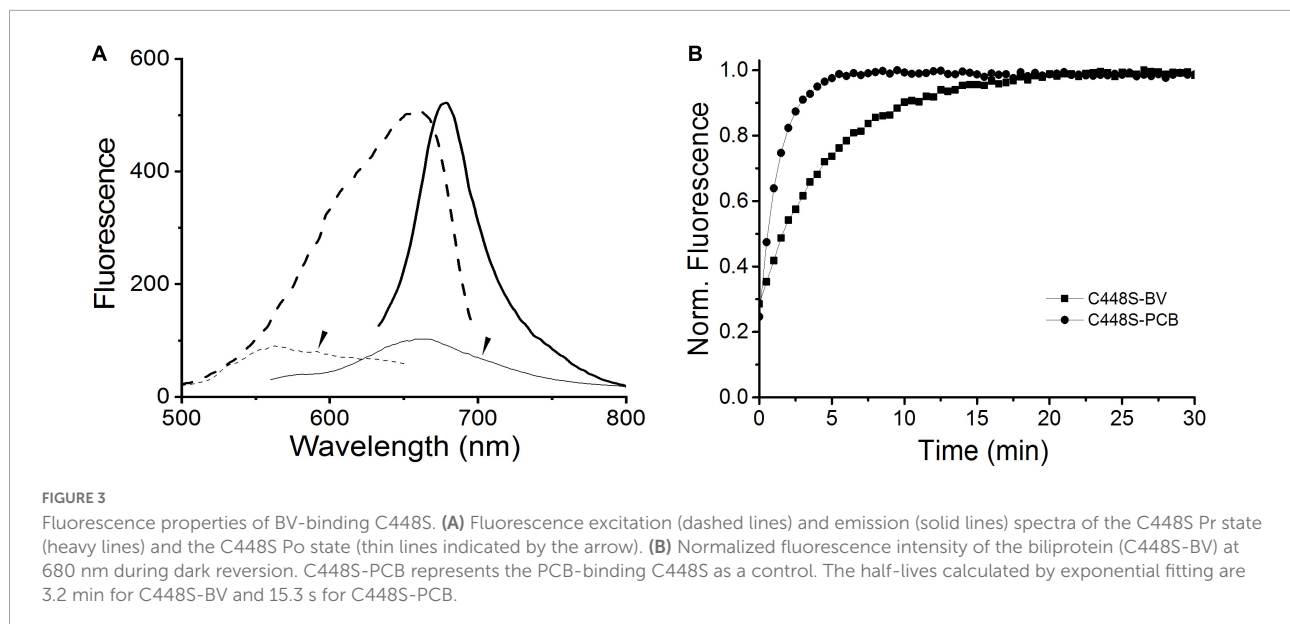 A
600
400
200
0
Fluorescence
500 600 700 800
Wavelength (nm)
B
1.0
0.8
0.6
0.4
0.2
0.0
Norm. Fluorescence
C448S-BV
C448S-PCB
0 5 10 15 20 25 30
Time (min)
FIGURE 3
Fluorescence properties of BV-binding C448S. (A) Fluorescence excitation (dashed lines) and emission (solid lines) spectra of the C448S Pr state
(heavy lines) and the C448S Po state (thin lines indicated by the arrow). (B) Normalized fluorescence intensity of the biliprotein (C448S-BV) at
680 nm during dark reversion. C448S-PCB represents the PCB-binding C448S as a control. The half-lives calculated by exponential fitting are
3.2 min for C448S-BV and 15.3 s for C448S-PCB.